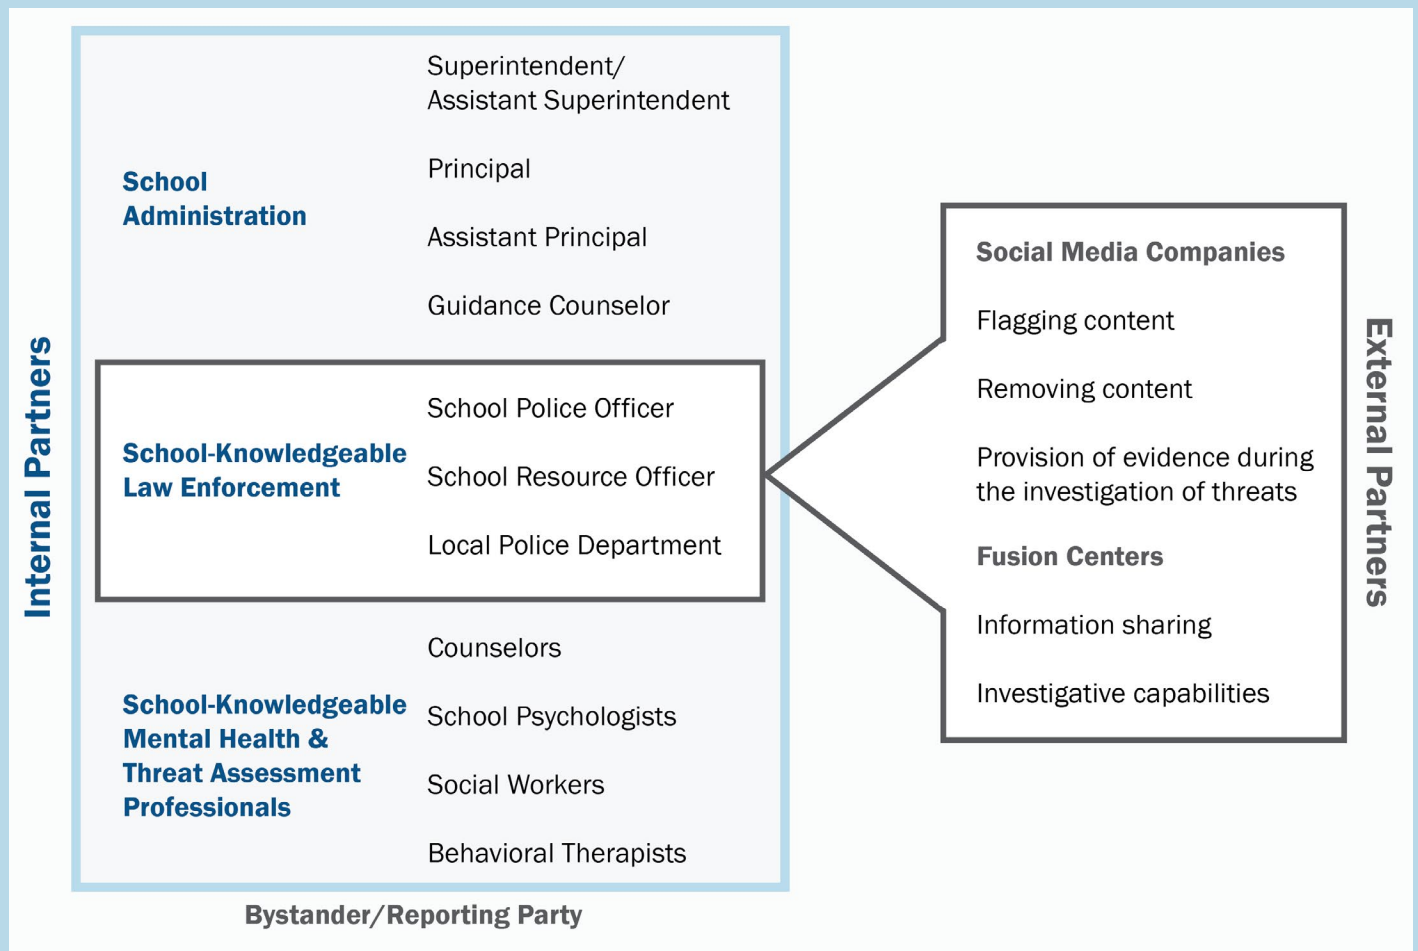 Internal Partners
School
Administration
Superintendent/
Assistant Superintendent
Principal
Assistant Principal
Guidance Counselor
School-Knowledgeable
Law Enforcement
School Police Officer
School Resource Officer
Local Police Department
School-Knowledgeable
Mental Health &
Threat Assessment
Professionals
Counselors
School Psychologists
Social Workers
Behavioral Therapists
Bystander/Reporting Party
Social Media Companies
Flagging content
Removing content
Provision of evidence during
the investigation of threats
Fusion Centers
Information sharing
Investigative capabilities
External Partners